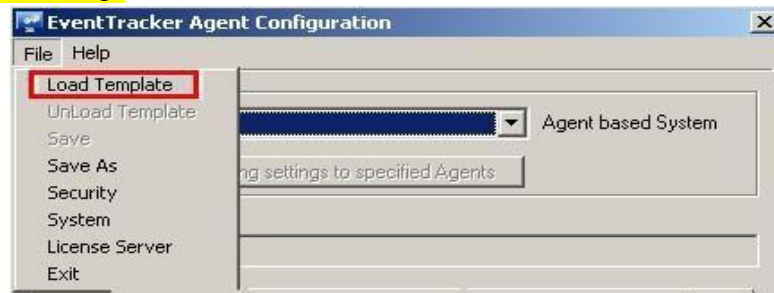 EventTracker Agent Configuration
File Help
Load Template
UnLoad Template
Agent based System
Save
Save As
ng settings to specified Agents
Security
System
License Server
Exit